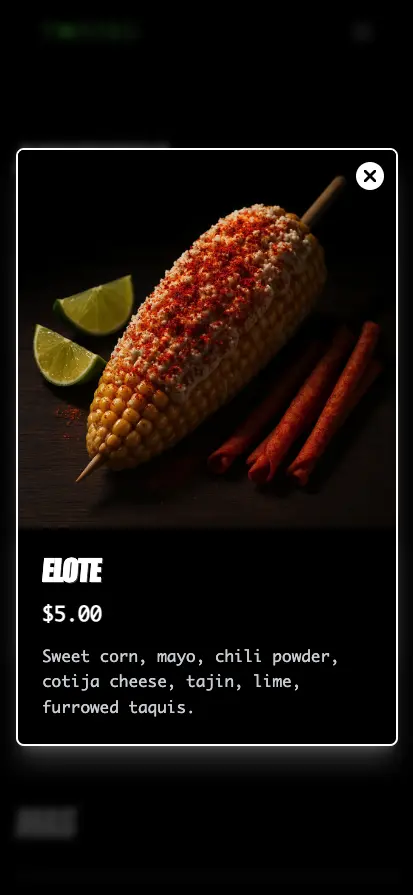 ELOTE
$5.00
Sweet corn, mayo, chili powder,
cotija cheese, tajin, lime,
furrowed taquis.